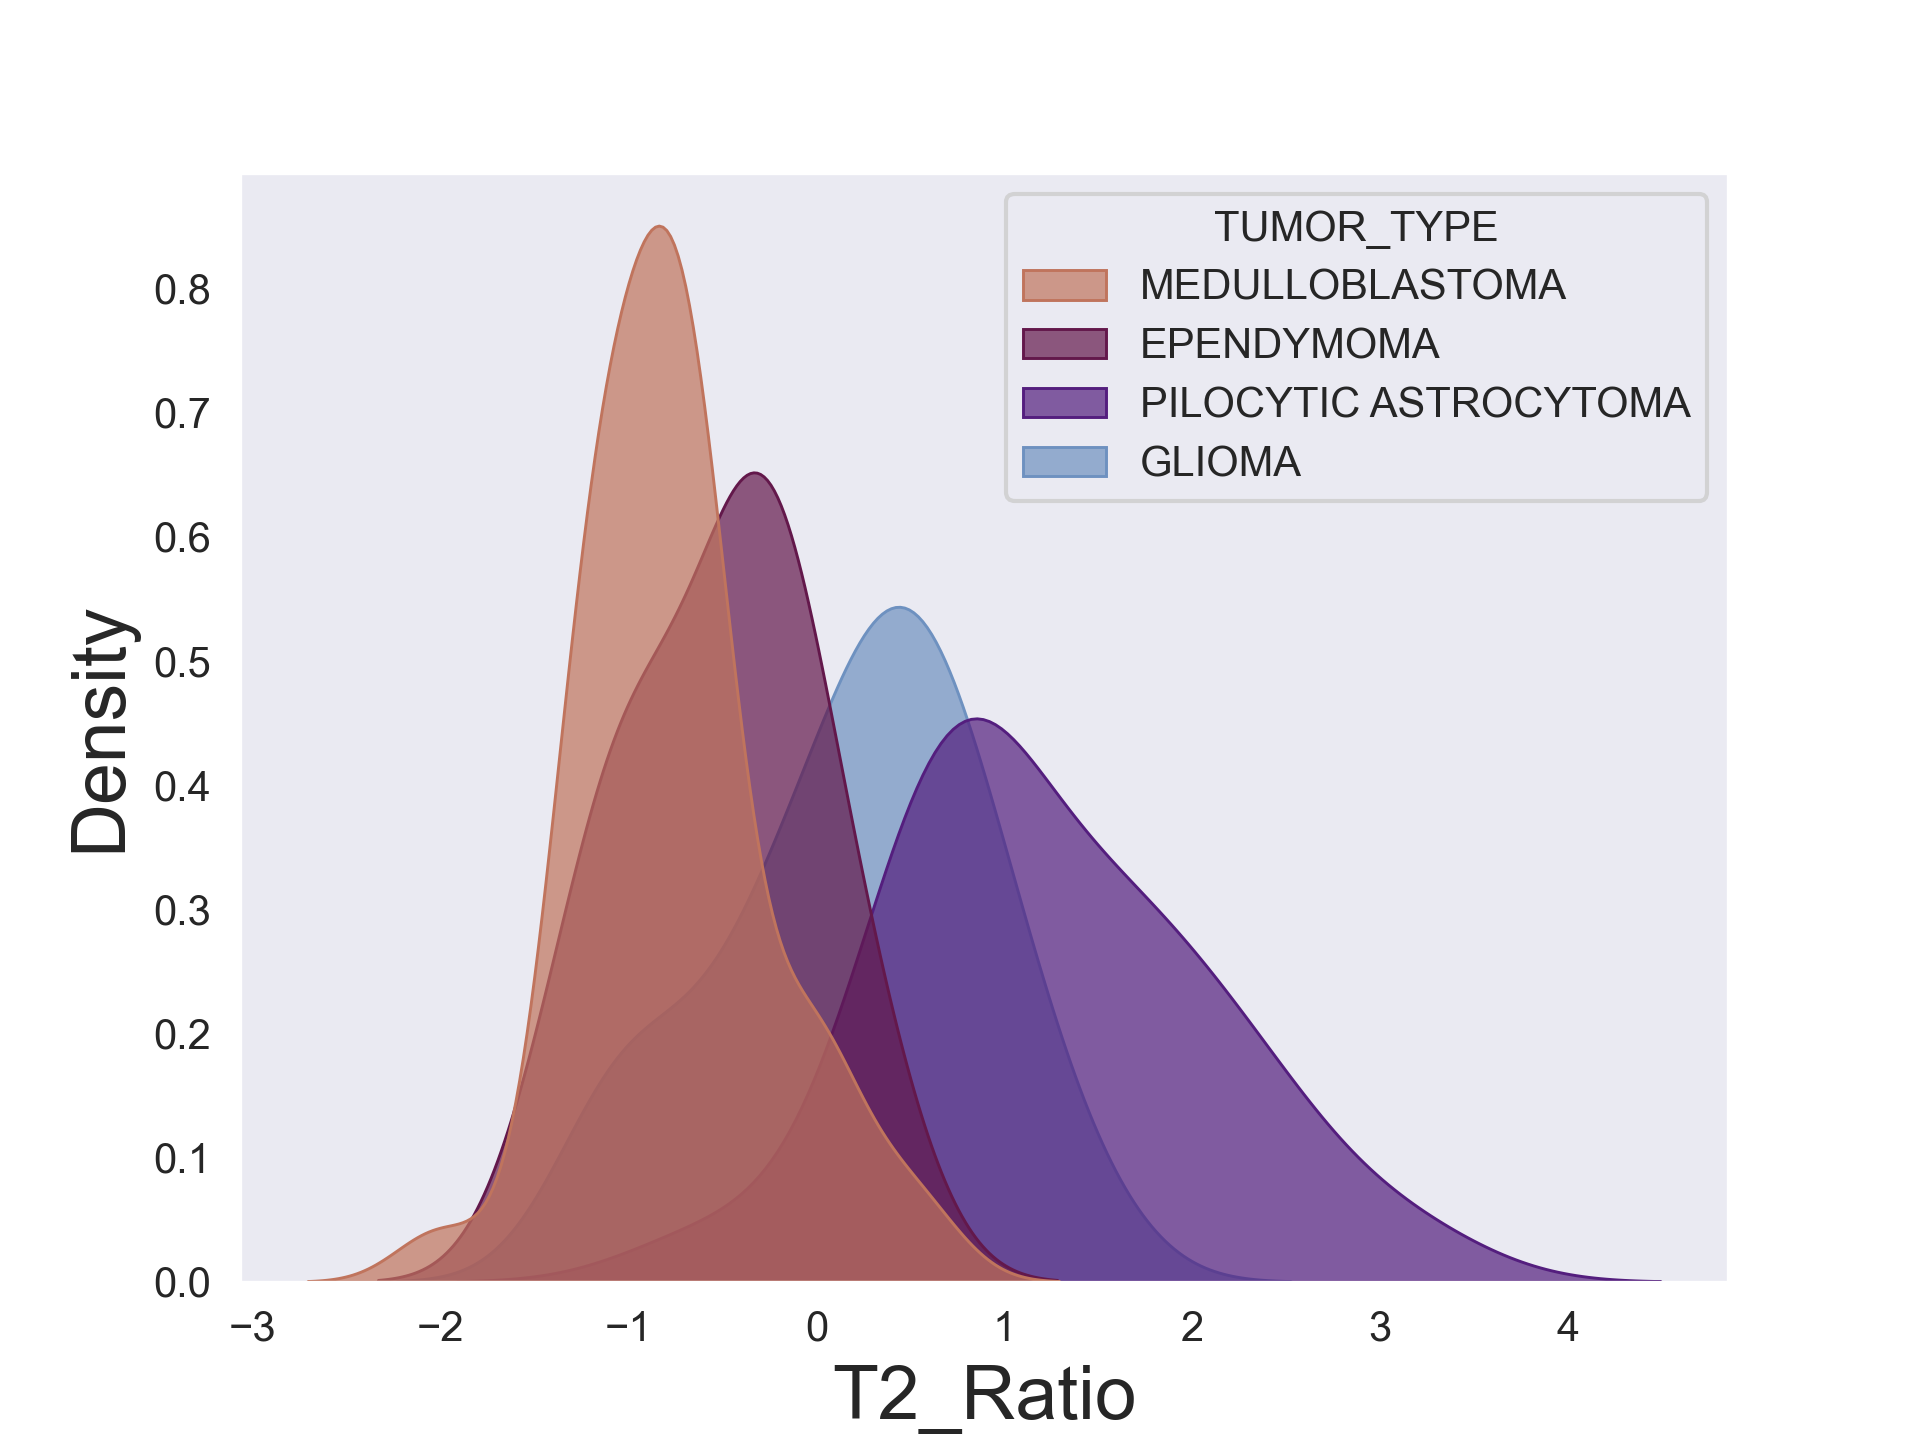 TUMOR_TYPE
MEDULLOBLASTOMA
EPENDYMOMA
PILOCYTIC ASTROCYTOMA
GLIOMA
Density
0.8
0.7
0.6
0.5
0.4
0.3
0.2
0.1
0.0
−3 −2 −1 0 1 2 3 4
T2_Ratio